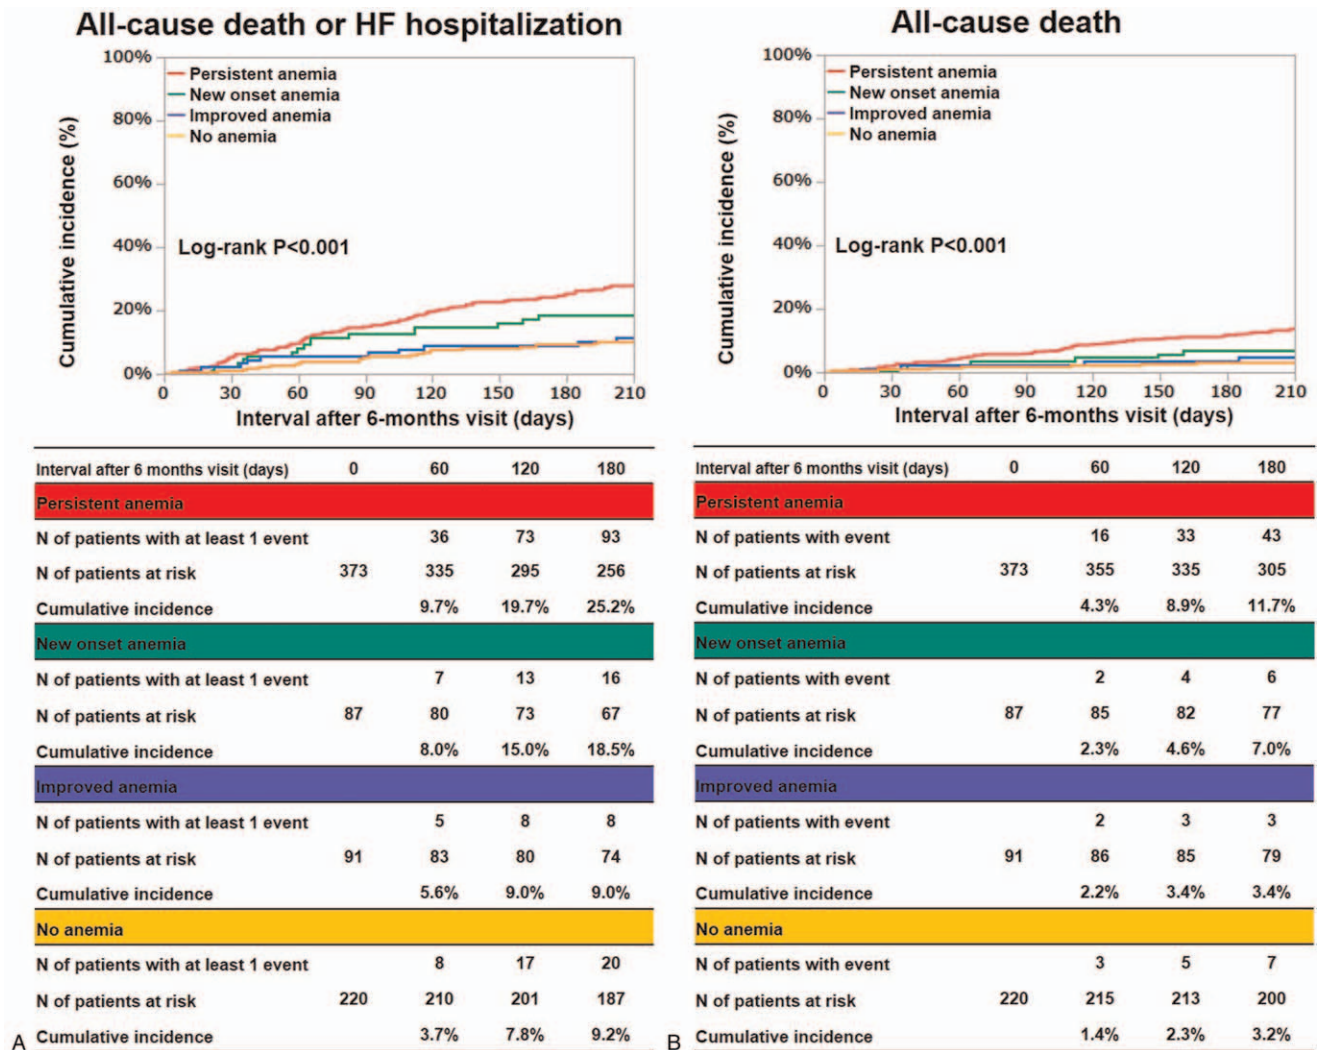 All-cause death or HF hospitalization
100%
80%
60%
40%
20%
0%
Cumulative incidence (%)
Persistent anemia
New onset anemia
Improved anemia
No anemia
Log-rank P<0.001
0 30 60 90 120 150 180 210
Interval after 6-months visit (days)
Interval after 6 months visit (days) 0 60 120 180
Persistent anemia
N of patients with at least 1 event 36 73 93
N of patients at risk 373 335 295 256
Cumulative incidence 9.7% 19.7% 25.2%
New onset anemia
N of patients with at least 1 event 7 13 16
N of patients at risk 87 80 73 67
Cumulative incidence 8.0% 15.0% 18.5%
Improved anemia
N of patients with at least 1 event 5 8 8
N of patients at risk 91 83 80 74
Cumulative incidence 5.6% 9.0% 9.0%
No anemia
N of patients with at least 1 event 8 17 20
N of patients at risk 220 210 201 187
Cumulative incidence 3.7% 7.8% 9.2%
A
All-cause death
100%
80%
60%
40%
20%
0%
Cumulative incidence (%)
Persistent anemia
New onset anemia
Improved anemia
No anemia
Log-rank P<0.001
0 30 60 90 120 150 180 210
Interval after 6-months visit (days)
Interval after 6 months visit (days) 0 60 120 180
Persistent anemia
N of patients with event 16 33 43
N of patients at risk 373 355 335 305
Cumulative incidence 4.3% 8.9% 11.7%
New onset anemia
N of patients with event 2 4 6
N of patients at risk 87 85 82 77
Cumulative incidence 2.3% 4.6% 7.0%
Improved anemia
N of patients with event 2 3 3
N of patients at risk 91 86 85 79
Cumulative incidence 2.2% 3.4% 3.4%
No anemia
N of patients with event 3 5 7
N of patients at risk 220 215 213 200
Cumulative incidence 1.4% 2.3% 3.2%
B